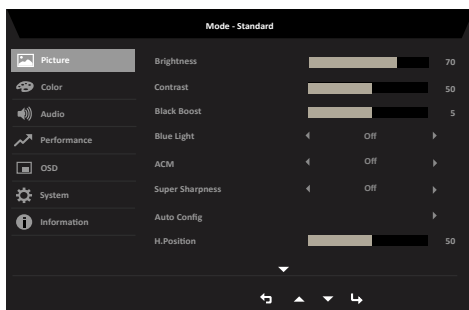 Mode - Standard
Picture
Color
Audio
Performance
OSD
System
Information
Brightness 70
Contrast 50
Black Boost 5
Blue Light Off
ACM Off
Super Sharpness Off
Auto Config
H.Position 50